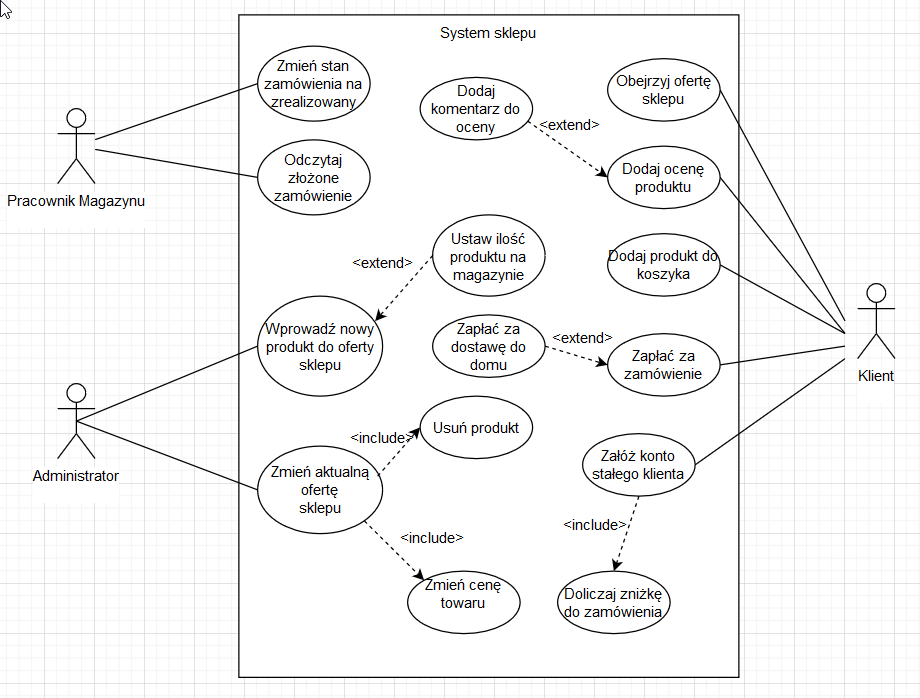 System sklepu
Zmień stan
zamówienia na
zrealizowany
Dodaj
komentarz do
oceny
<extend>
Obejrzyj ofertę
sklepu
Odczytaj
złożone
zamówienie
Dodaj ocenę
produktu
Pracownik Magazynu
Ustaw ilość
produktu na
magazynie
<extend>
Dodaj produkt do
koszyka
Wprowadź nowy
produkt do oferty
sklepu
Zapłać za
dostawę do
domu
<extend>
Zapłać za
zamówienie
Klient
Administrator
Usuń produkt
<include>
Zmień aktualną
ofertę
sklepu
Załóż konto
stałego klienta
<include>
<include>
Zmień cenę
towaru
Doliczaj zniżkę
do zamówienia